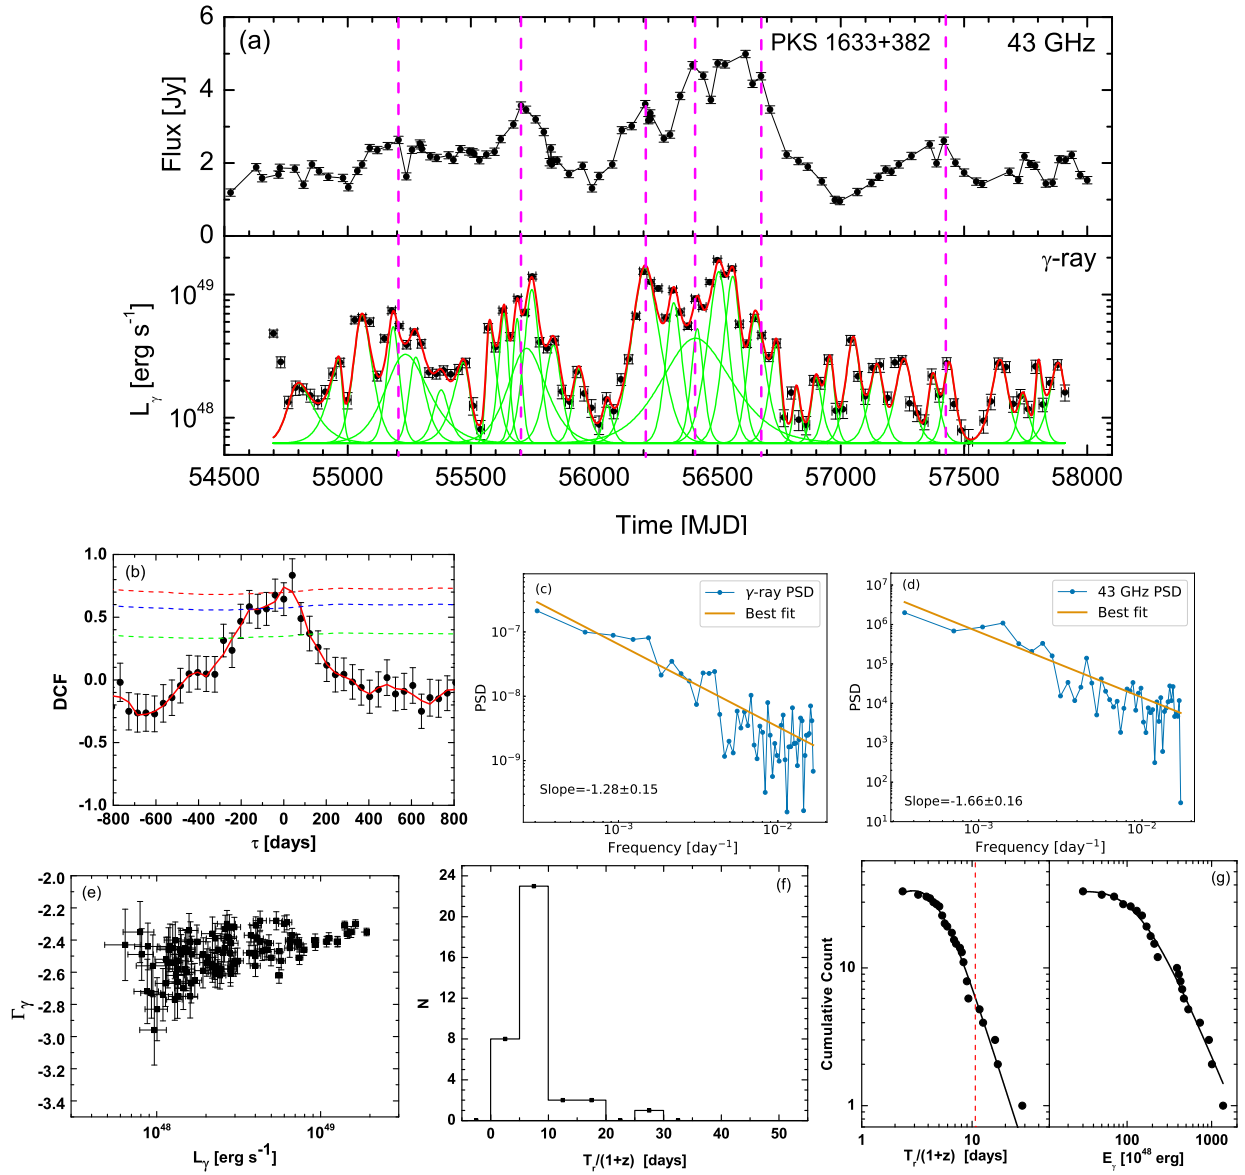 (a)
PKS 1633+382
43 GHz
6
4
2
0
Flux [Jy]
γ-ray
10^49
10^48
L_γ [erg s^-1]
54500 55000 55500 56000 56500 57000 57500 58000
Time [MJD]
(b)
1.0
0.5
0.0
-0.5
-1.0
DCF
-800 -600 -400 -200 0 200 400 600 800
τ [days]
(c)
γ-ray PSD
Best fit
10^-7
10^-8
10^-9
PSD
Slope=-1.28±0.15
10^-3 10^-2
Frequency [day^-1]
(d)
43 GHz PSD
Best fit
10^7
10^6
10^5
10^4
10^3
10^2
10^1
PSD
Slope=-1.66±0.16
10^-3 10^-2
Frequency [day^-1]
(e)
-2.0
-2.2
-2.4
-2.6
-2.8
-3.0
-3.2
-3.4
Γ_γ
10^48 10^49
L_γ [erg s^-1]
(f)
24
20
16
12
8
4
0
N
0 10 20 30 40 50
T_r/(1+z) [days]
(g)
10
1
Cumulative Count
1 10
T_r/(1+z) [days]
100 1000
E_γ [10^48 erg]